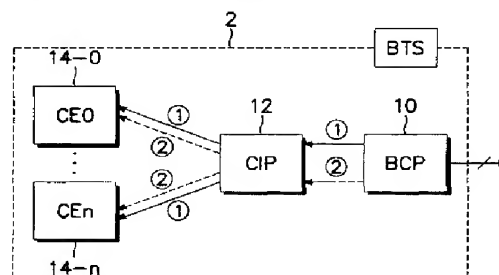 2
BTS
14-0
CE0
①
②
12
CIP
①
②
10
BCP
⋮
CEn
②
①
14-n